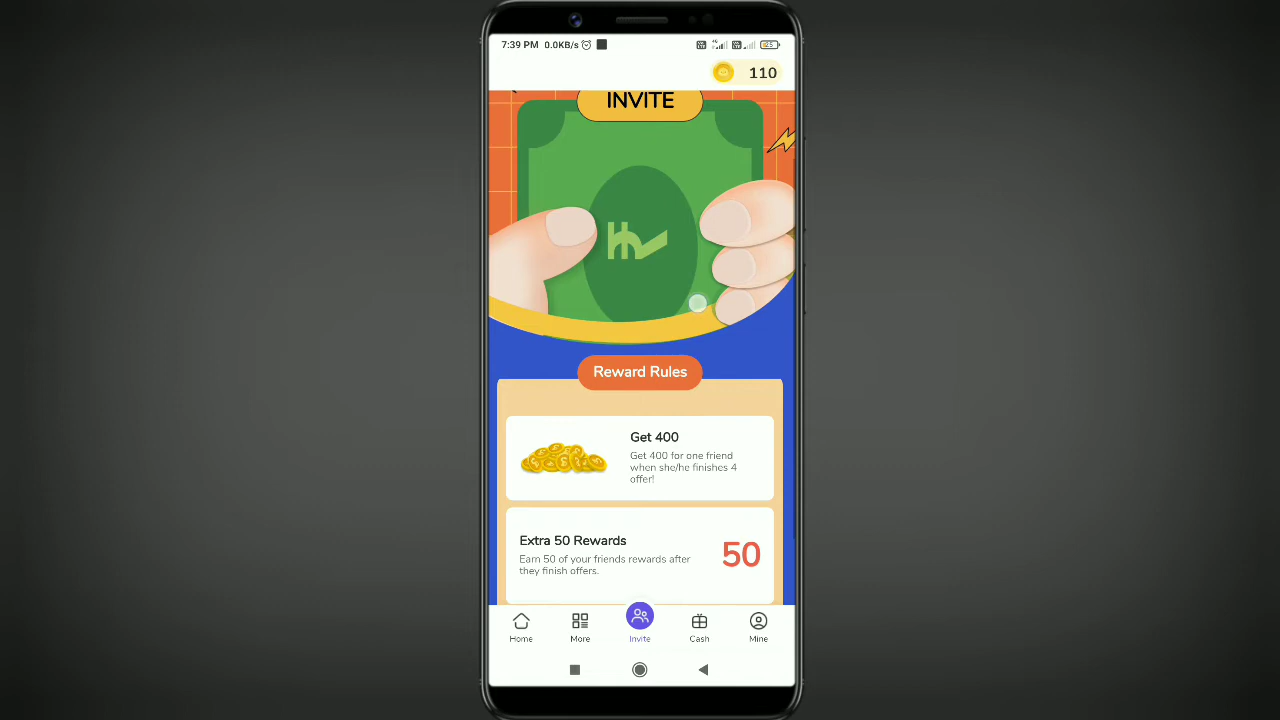 7:39 PM 0.0KB/s
25
110
INVITE
Reward Rules
Get 400
Get 400 for one friend
when she/he finishes 4
offer!
Extra 50 Rewards
Earn 50 of your friends rewards after
they finish offers.
50
Home More Invite Cash Mine